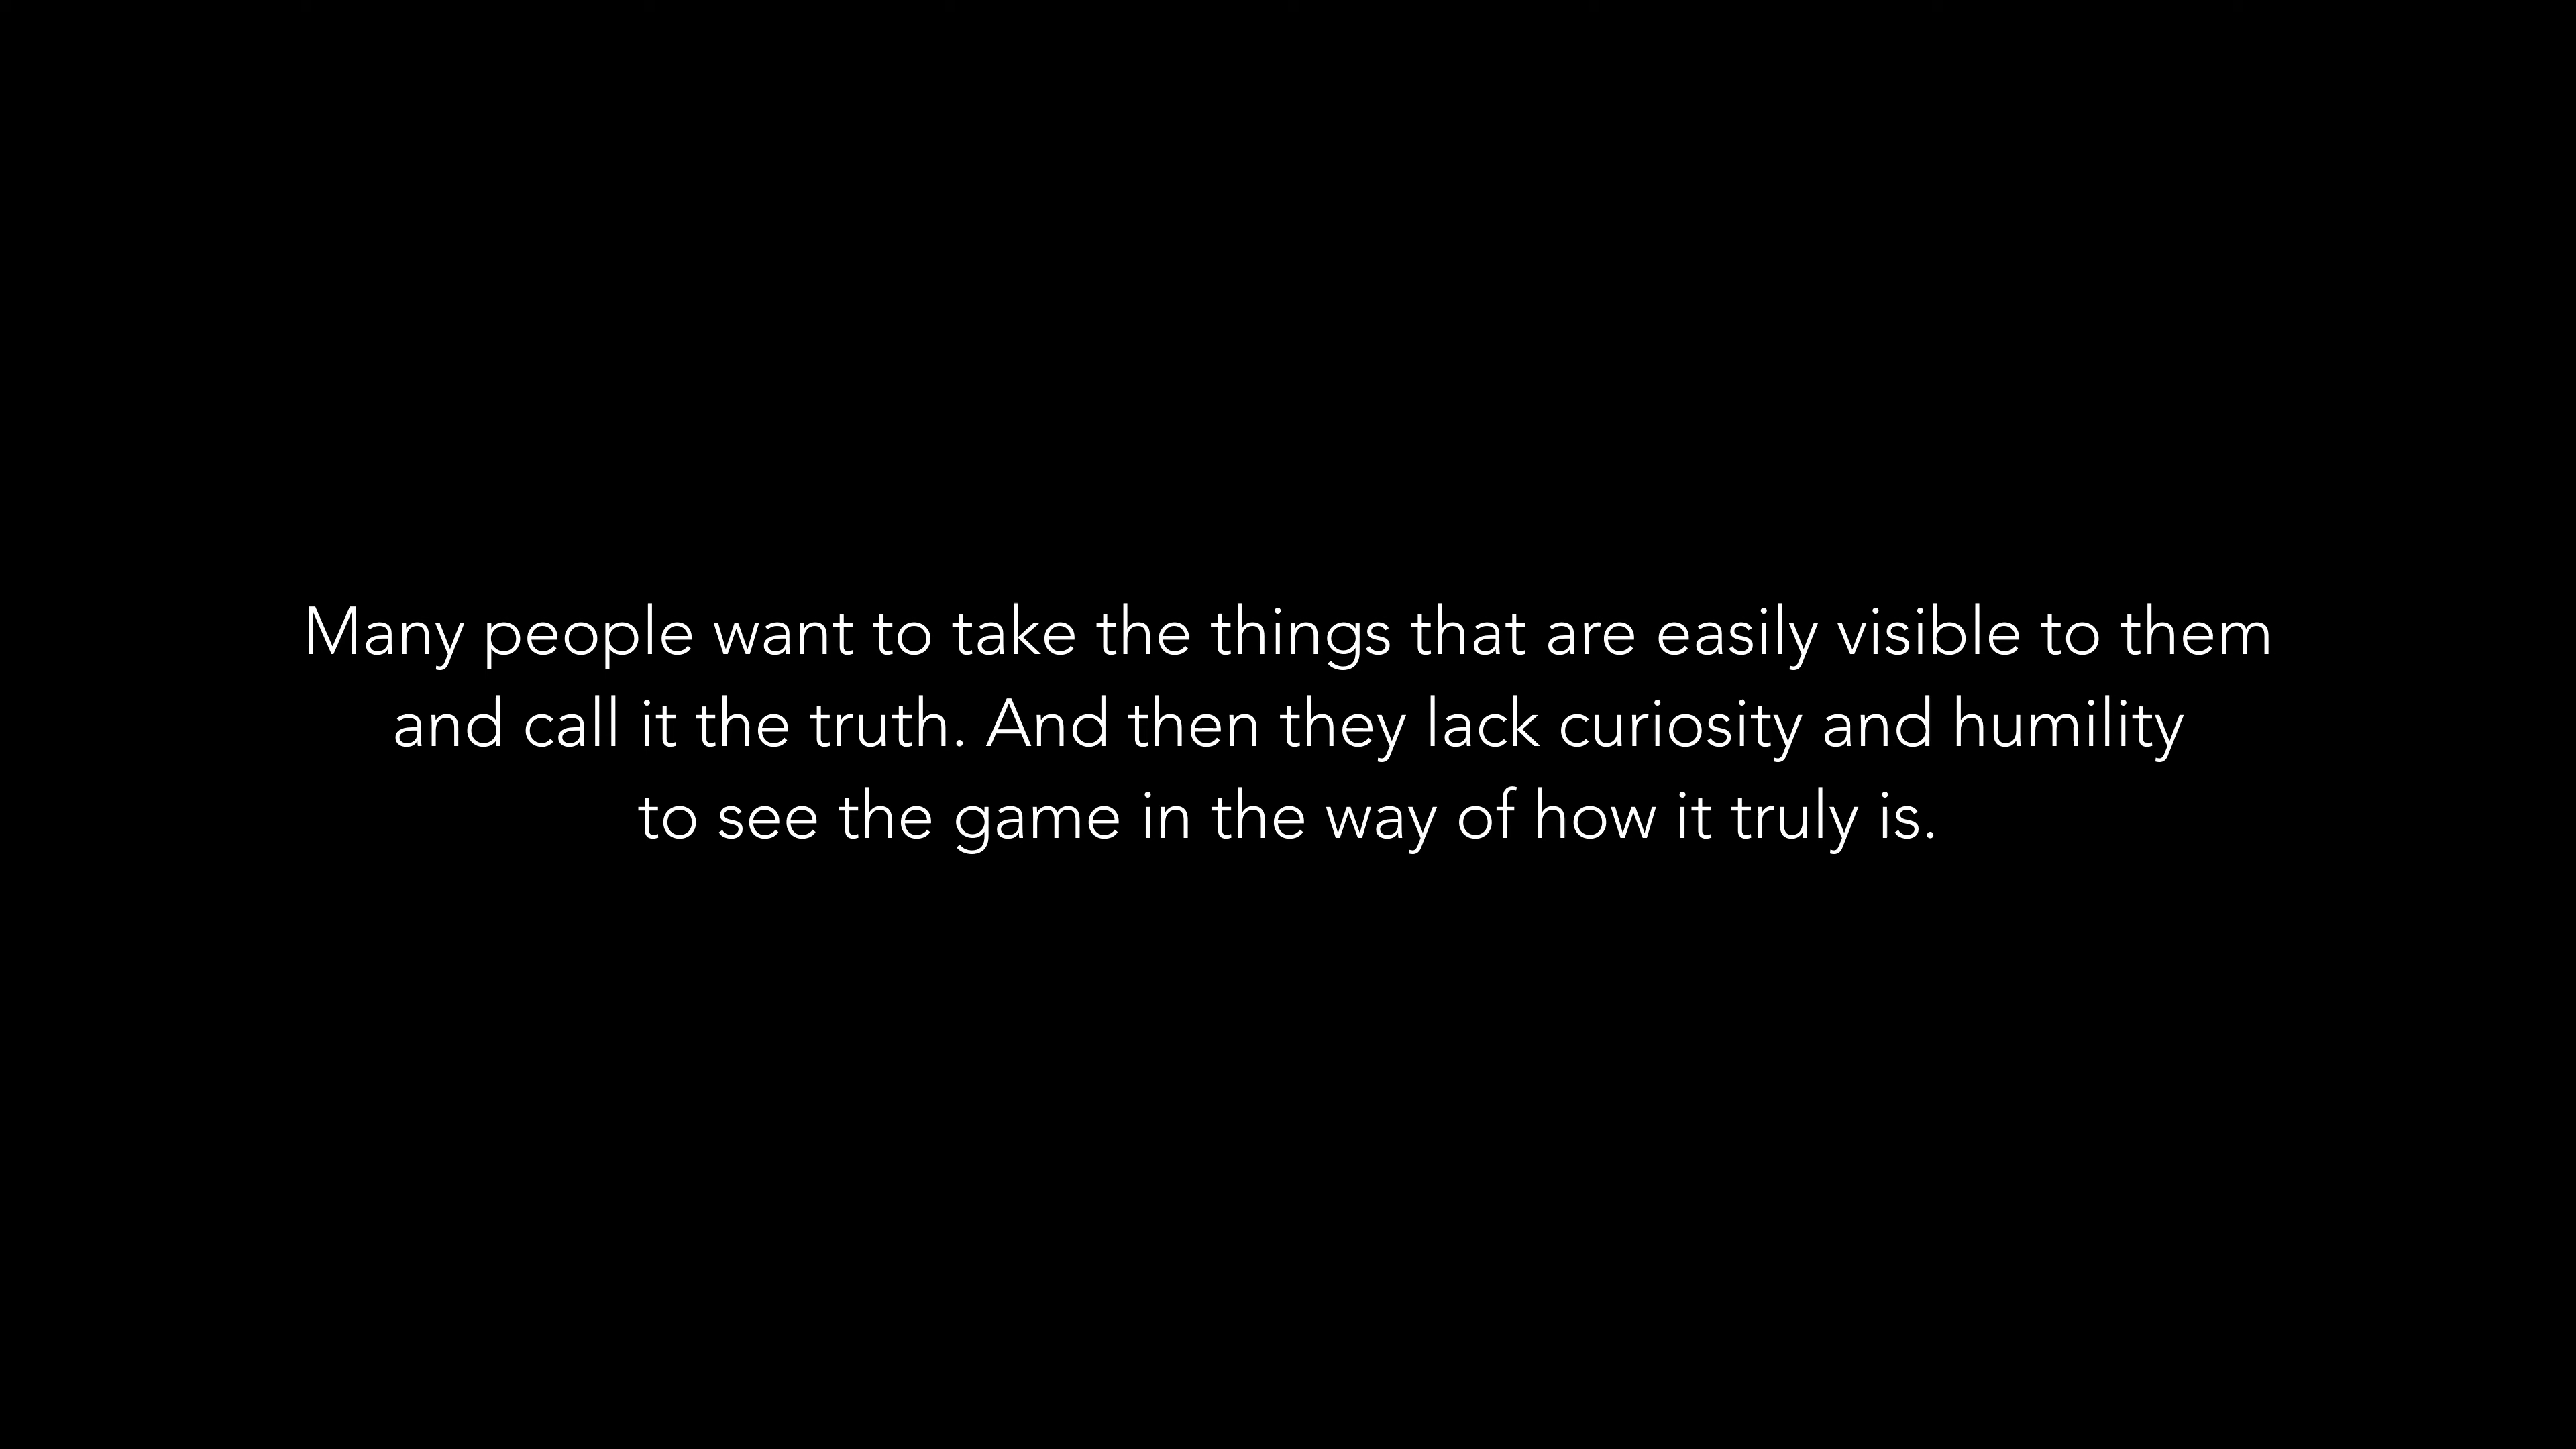 Many people want to take the things that are easily visible to them
and call it the truth. And then they lack curiosity and humility
to see the game in the way of how it truly is.